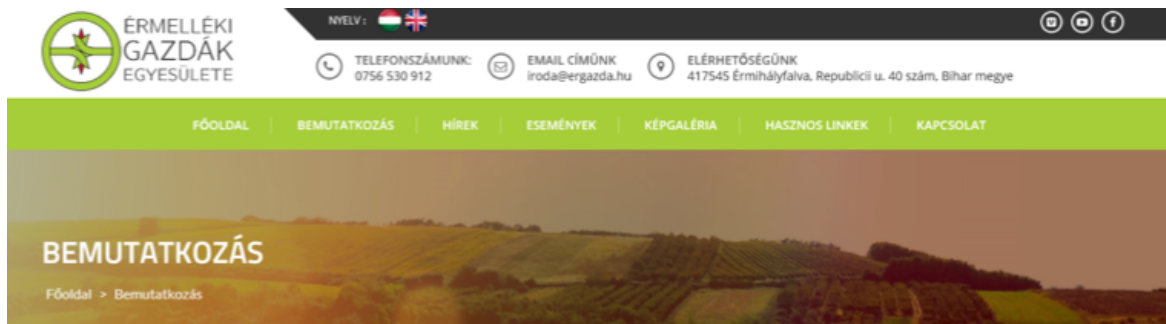 ÉRMELLÉKI
GAZDÁK
EGYESÜLETE
NYELV :
TELEFONSZÁMUNK:
0756 530 912
EMAIL CÍMÜNK
iroda@ergazda.hu
ELÉRHETŐSÉGÜNK
417545 Érmihályfalva, Republicii u. 40 szám, Bihar megye
FŐOLDAL BEMUTATKOZÁS HÍREK ESEMÉNYEK KÉPGALÉRIA HASZNOS LINKEK KAPCSOLAT
BEMUTATKOZÁS
Főoldal > Bemutatkozás